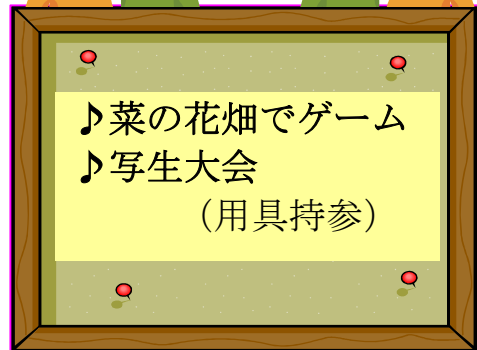 ♪菜の花畑でゲーム
♪写生大会
（用具持参）